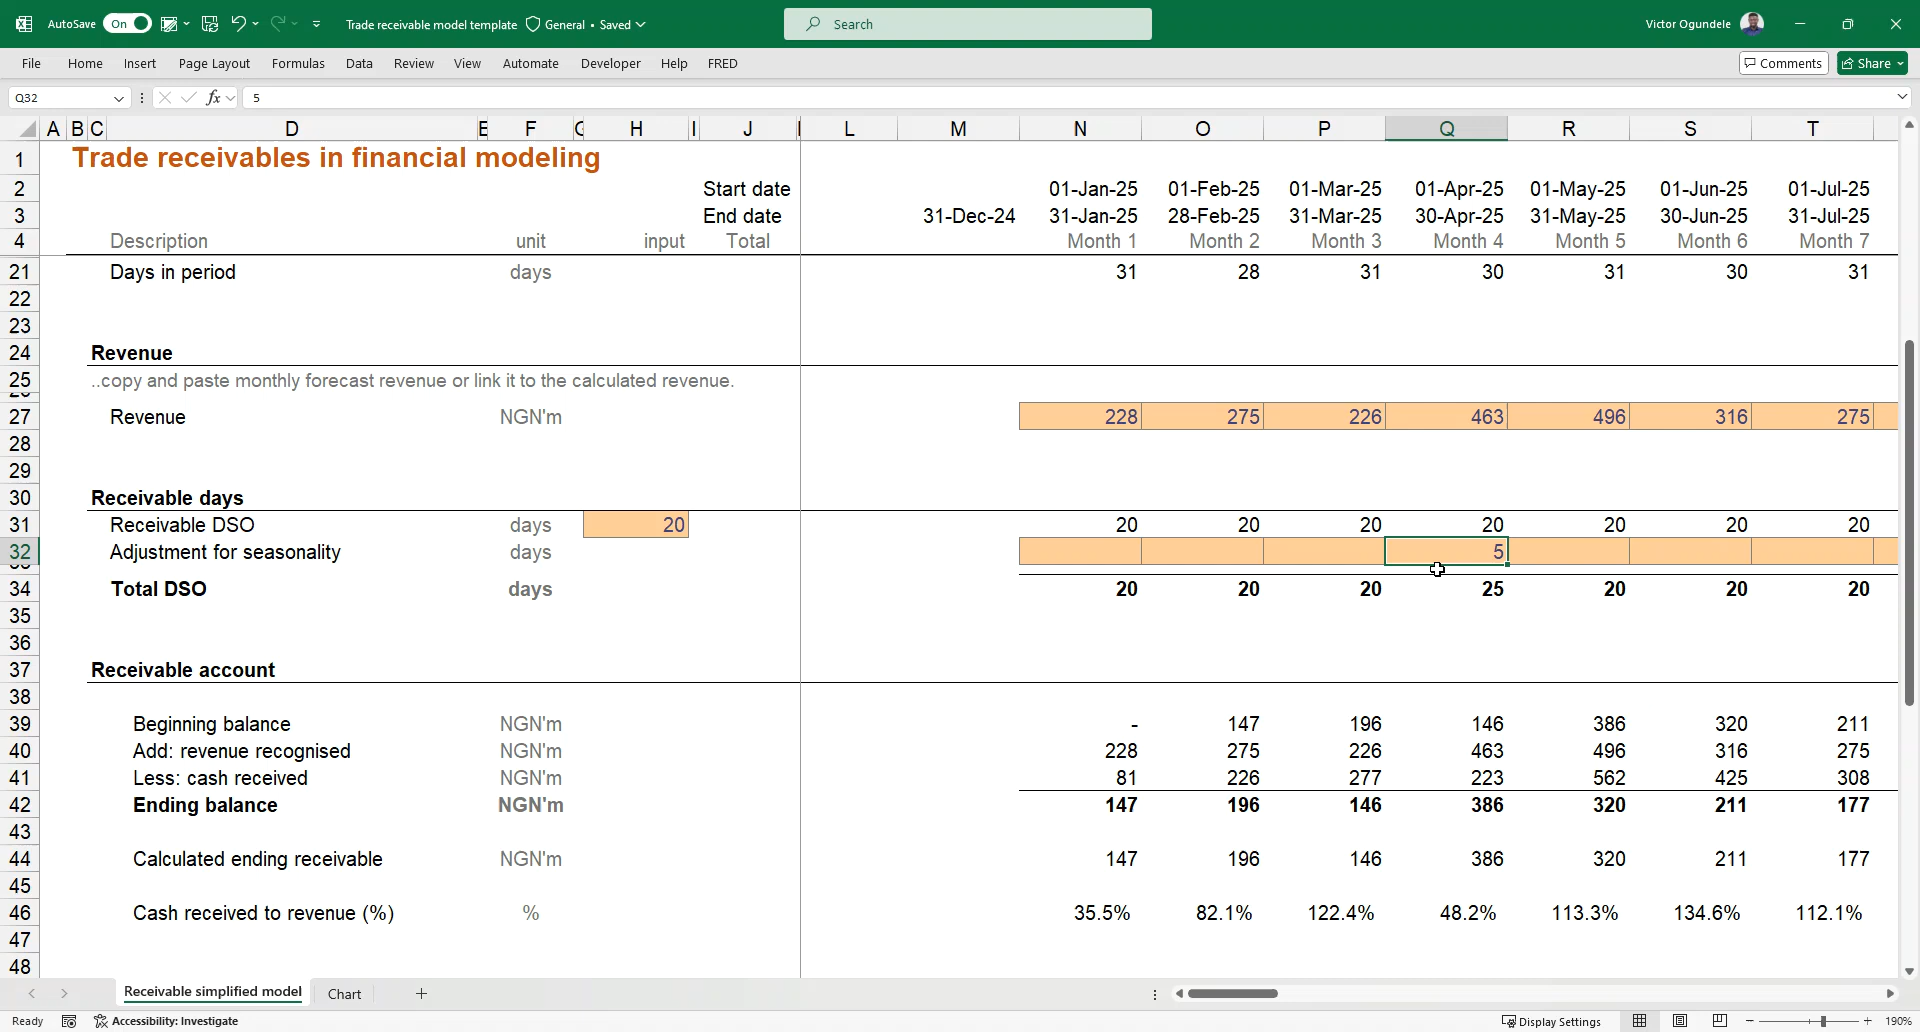 AutoSave On Trade receivable model template General • Saved Search Victor Ogundele
File Home Insert Page Layout Formulas Data Review View Automate Developer Help FRED Comments Share
Q32 fx 5
A B C D E F G H I J L M N O P Q R S T
1 Trade receivables in financial modeling
2 Start date 01-Jan-25 01-Feb-25 01-Mar-25 01-Apr-25 01-May-25 01-Jun-25 01-Jul-25
3 End date 31-Dec-24 31-Jan-25 28-Feb-25 31-Mar-25 30-Apr-25 31-May-25 30-Jun-25 31-Jul-25
4 Description unit input Total Month 1 Month 2 Month 3 Month 4 Month 5 Month 6 Month 7
21 Days in period days 31 28 31 30 31 30 31
22
23
24 Revenue
25 ..copy and paste monthly forecast revenue or link it to the calculated revenue.
27 Revenue NGN'm 228 275 226 463 496 316 275
28
29
30 Receivable days
31 Receivable DSO days 20 20 20 20 20 20 20 20
32 Adjustment for seasonality days 5
34 Total DSO days 20 20 20 25 20 20 20
35
36
37 Receivable account
38
39 Beginning balance NGN'm - 147 196 146 386 320 211
40 Add: revenue recognised NGN'm 228 275 226 463 496 316 275
41 Less: cash received NGN'm 81 226 277 223 562 425 308
42 Ending balance NGN'm 147 196 146 386 320 211 177
43
44 Calculated ending receivable NGN'm 147 196 146 386 320 211 177
45
46 Cash received to revenue (%) % 35.5% 82.1% 122.4% 48.2% 113.3% 134.6% 112.1%
47
48
Receivable simplified model Chart
Ready Accessibility: Investigate Display Settings 190%